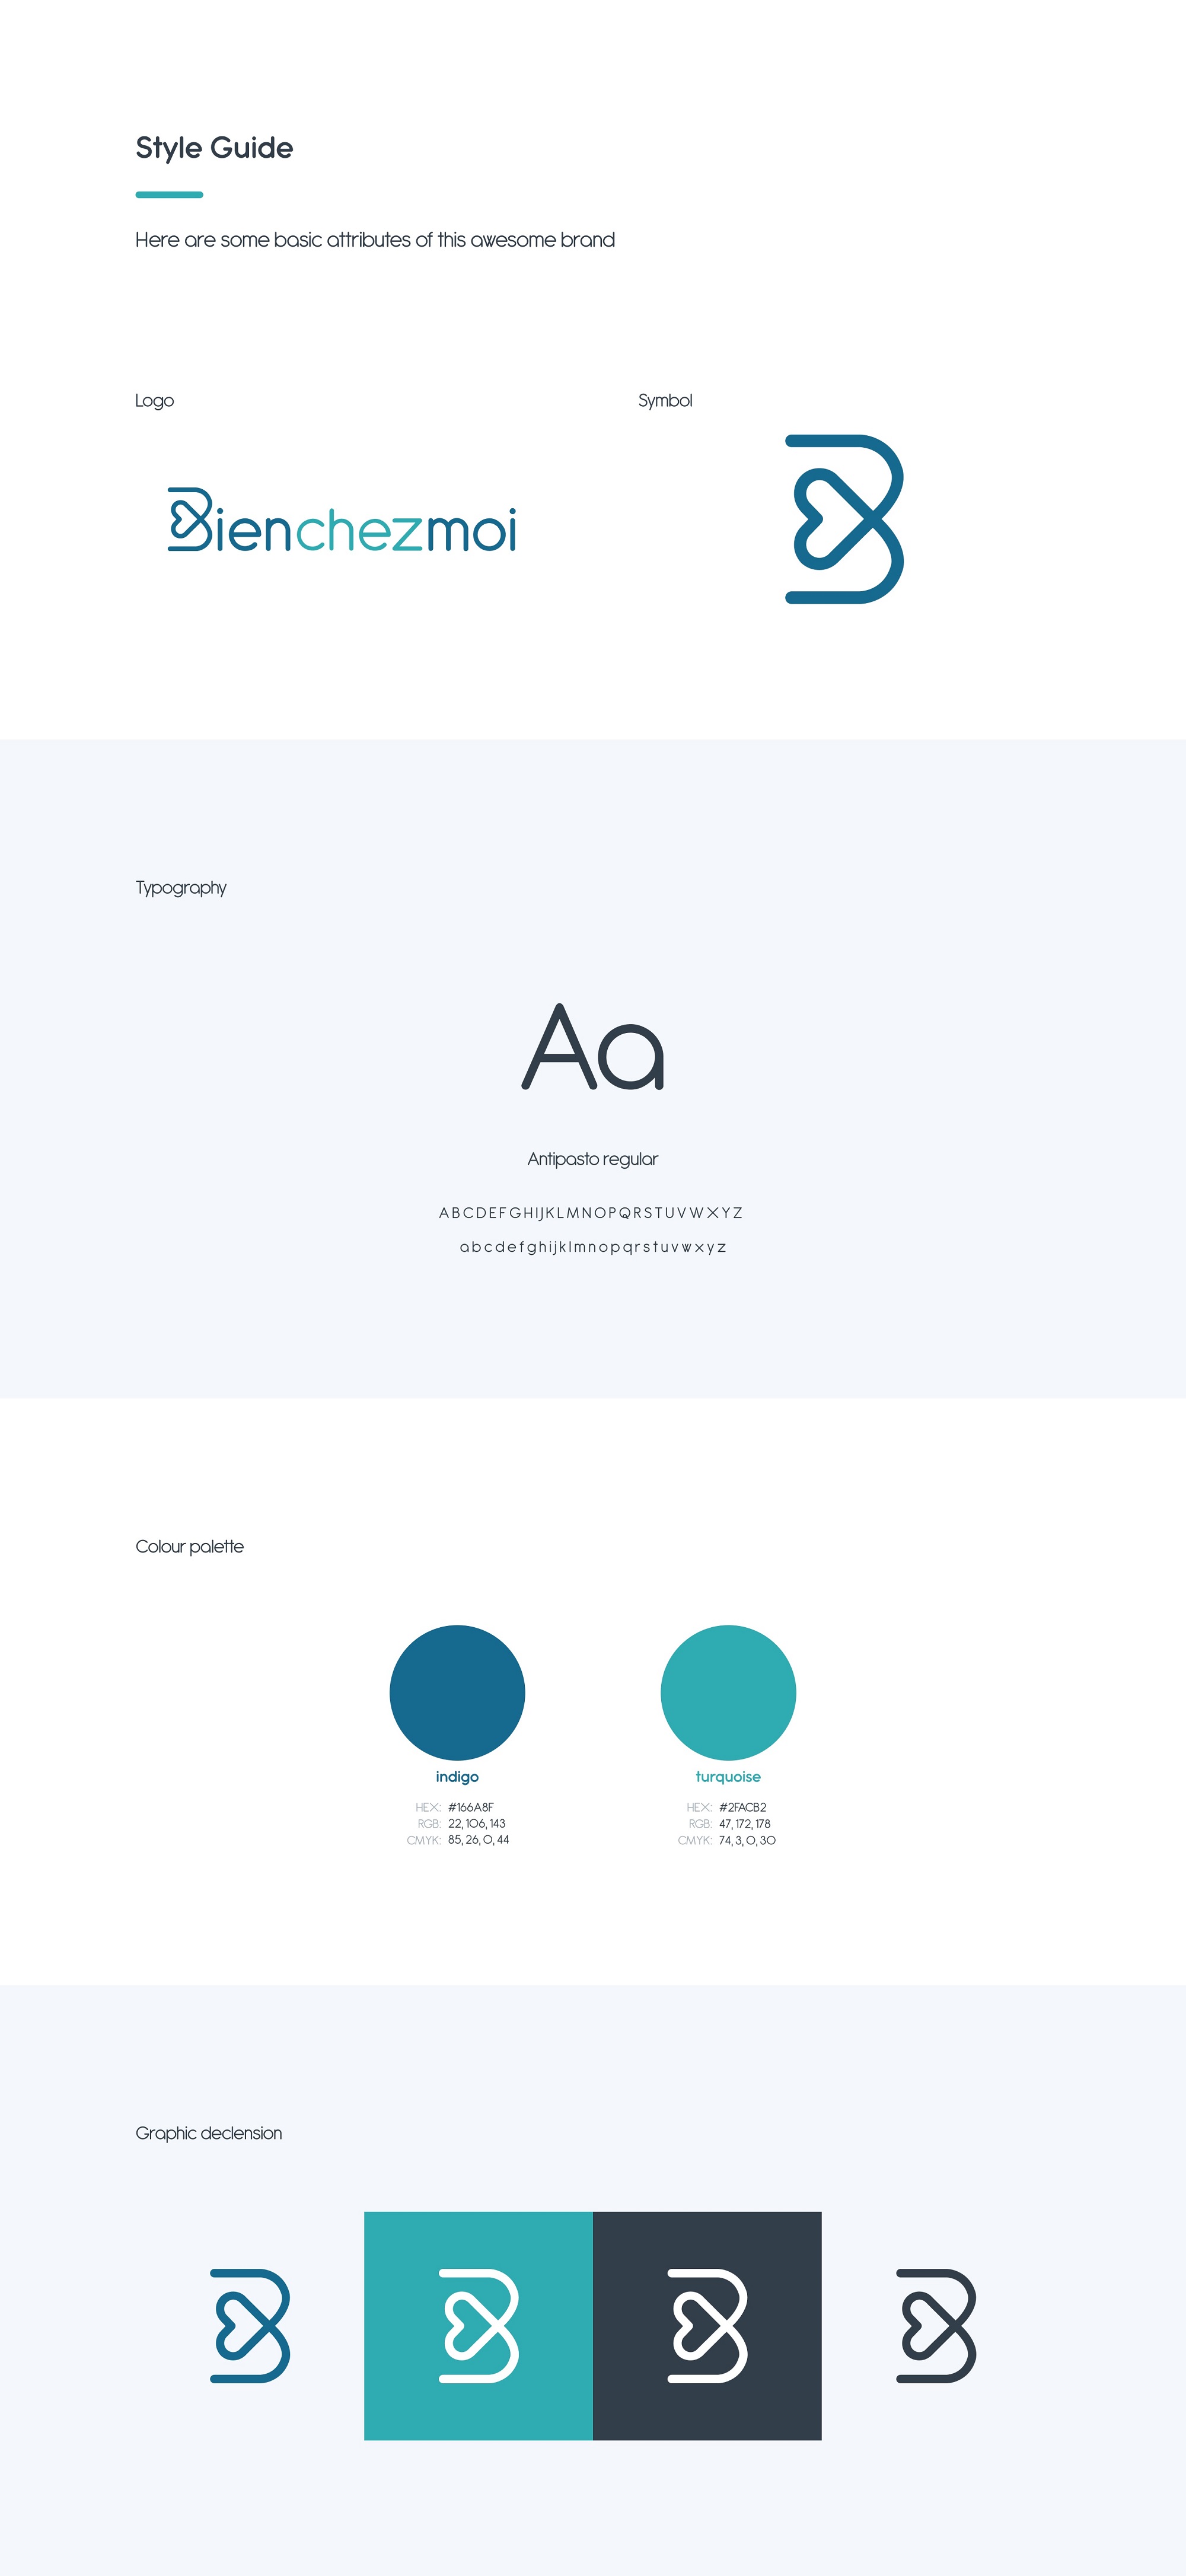 Style Guide
Here are some basic attributes of this awesome brand
Logo
Symbol
Bienchezmoi
Typography
Aa
Antipasto regular
ABCDEFGHIJKLMNOPQRSTUVWXYZ
abcdefghijklmnopqrstuvwxyz
Colour palette
indigo
HEX: #166A8F
RGB: 22, 106, 143
CMYK: 85, 26, 0, 44
turquoise
HEX: #2FACB2
RGB: 47, 172, 178
CMYK: 74, 3, 0, 30
Graphic declension